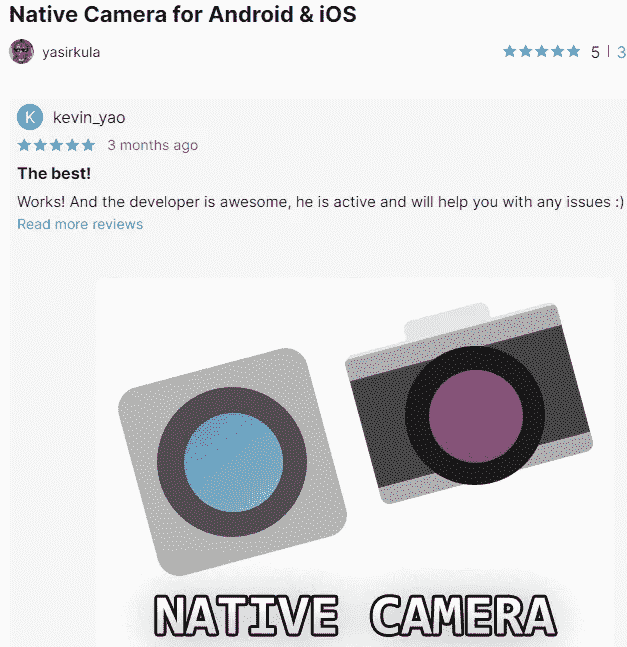 Native Camera for Android & iOS
yasirkula
5 | 3
K kevin_yao
3 months ago
The best!
Works! And the developer is awesome, he is active and will help you with any issues :)
Read more reviews
NATIVE CAMERA